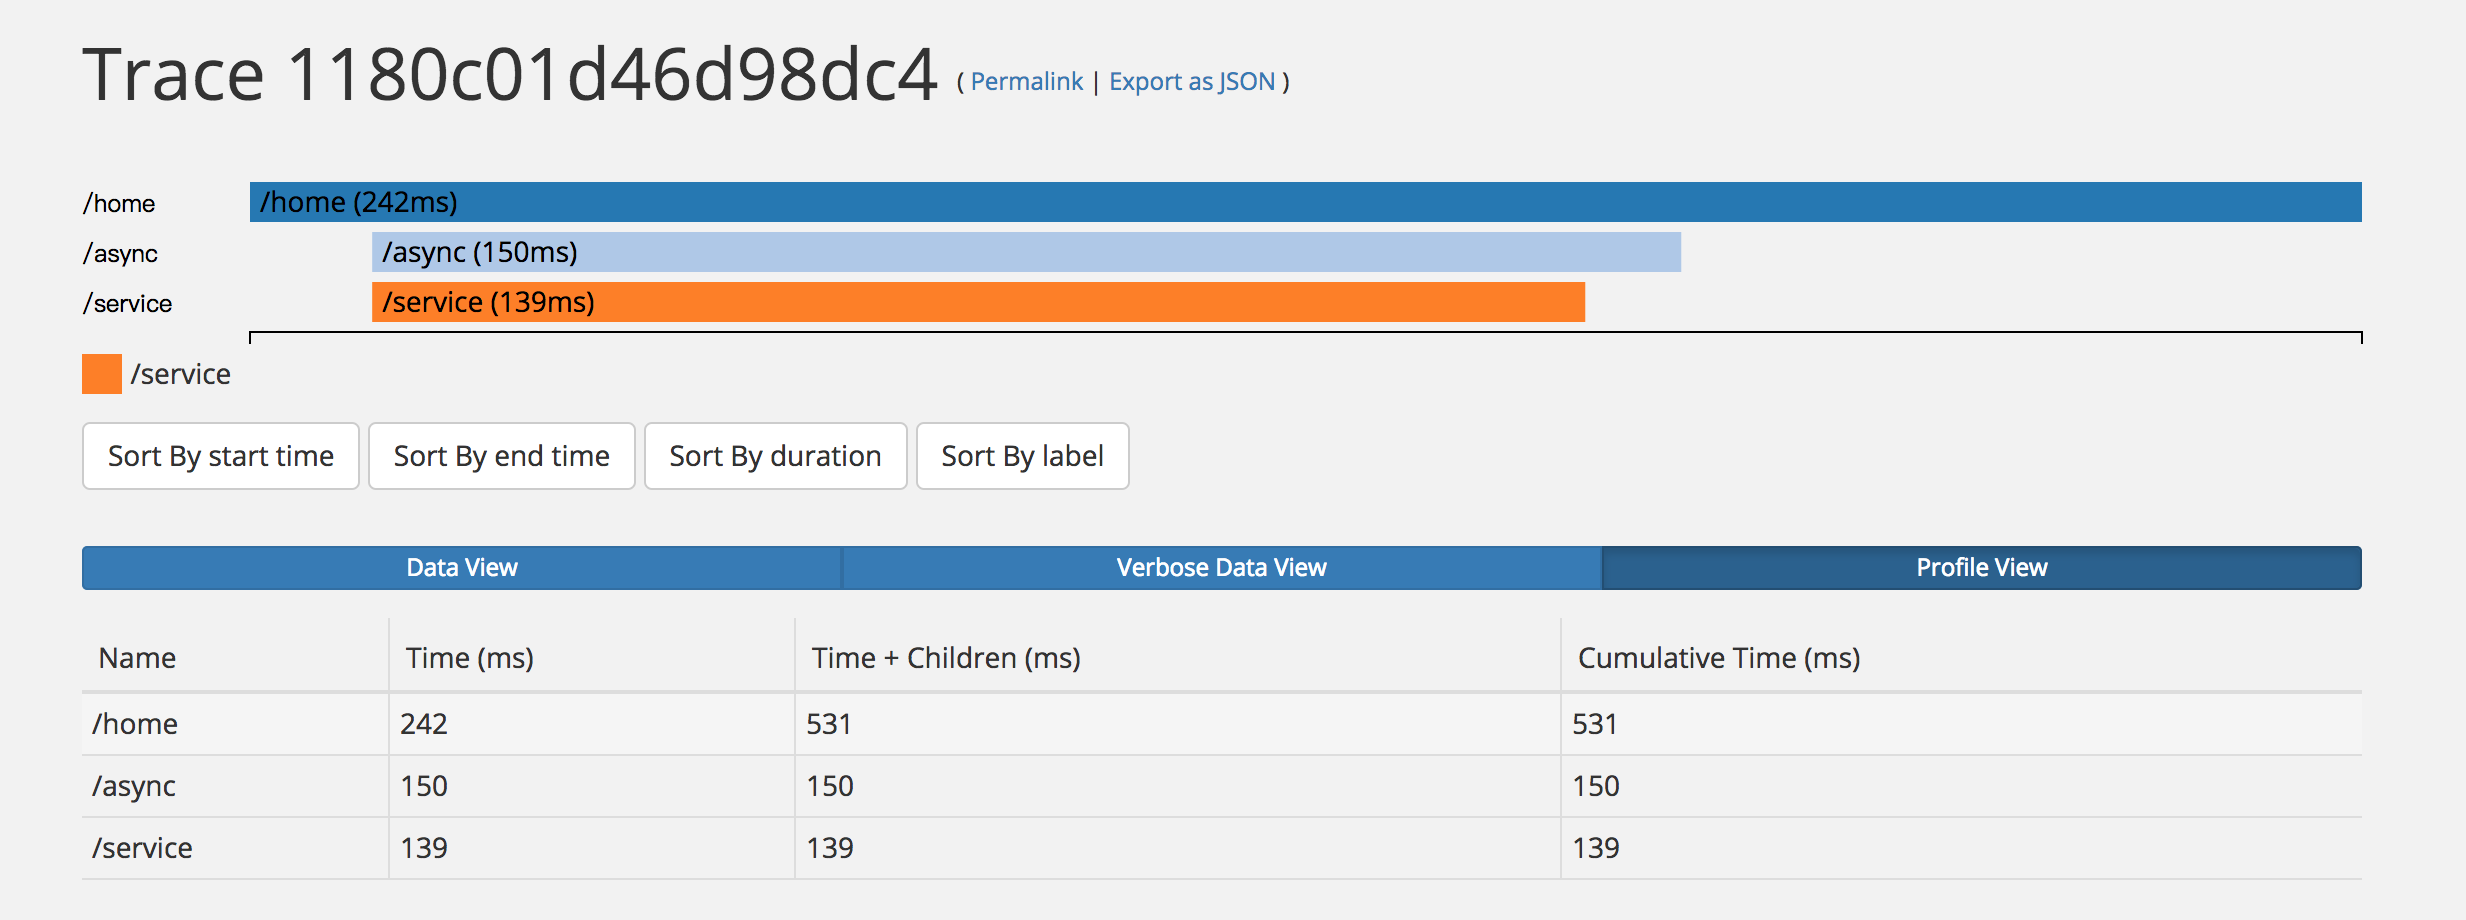 Trace 1180c01d46d98dc4 ( Permalink | Export as JSON )
/home /home (242ms)
/async /async (150ms)
/service /service (139ms)
/service
Sort By start time Sort By end time Sort By duration Sort By label
Data View Verbose Data View Profile View
Name Time (ms) Time + Children (ms) Cumulative Time (ms)
/home 242 531 531
/async 150 150 150
/service 139 139 139